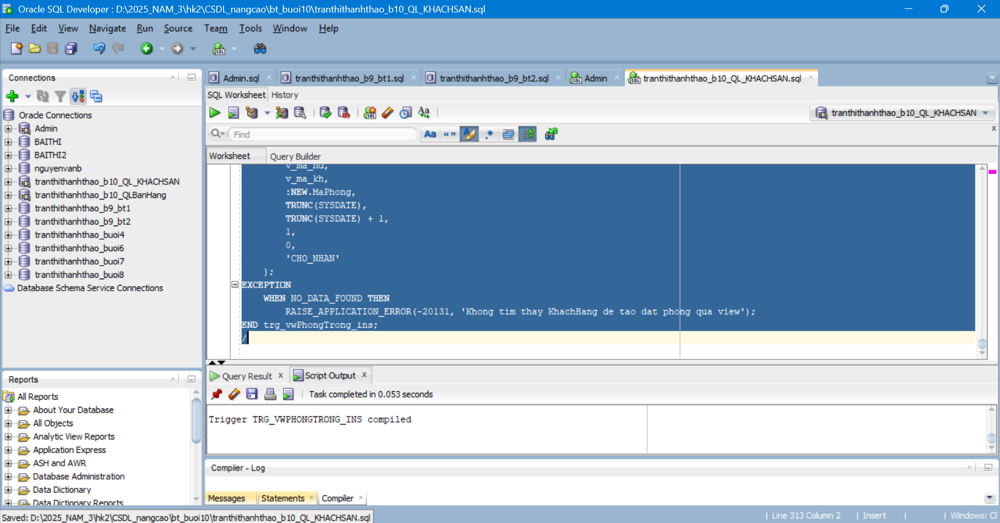 Oracle SQL Developer : D:\2025_NAM_3\hk2\CSDL_nangcao\bt_buoi10\tranthithanhthao_b10_QL_KHACHSAN.sql
File Edit View Navigate Run Source Team Tools Window Help
Connections
Oracle Connections
Admin
BAITHI
BAITHI2
nguyenvanb
tranthithanhthao_b10_QL_KHACHSAN
tranthithanhthao_b10_QLBanHang
tranthithanhthao_b9_bt1
tranthithanhthao_b9_bt2
tranthithanhthao_buoi4
tranthithanhthao_buoi6
tranthithanhthao_buoi7
tranthithanhthao_buoi8
Database Schema Service Connections
Reports
All Reports
About Your Database
All Objects
Analytic View Reports
Application Express
ASH and AWR
Database Administration
Data Dictionary
Data Dictionary Reports
Admin.sql tranthithanhthao_b9_bt1.sql tranthithanhthao_b9_bt2.sql Admin tranthithanhthao_b10_QL_KHACHSAN.sql
SQL Worksheet History
tranthithanhthao_b10_QL_KHACHSAN
Find
Worksheet Query Builder
v_ma_hd,
v_ma_kh,
:NEW.MaPhong,
TRUNC(SYSDATE),
TRUNC(SYSDATE) + 1,
1,
0,
'CHO_NHAN'
);
EXCEPTION
WHEN NO_DATA_FOUND THEN
RAISE_APPLICATION_ERROR(-20131, 'Khong tim thay KhachHang de tao dat phong qua view');
END trg_vwPhongTrong_ins;
/
Query Result x Script Output x
Task completed in 0.053 seconds
Trigger TRG_VWPHONGTRONG_INS compiled
Compiler - Log
Messages Statements Compiler
Saved: D:\2025_NAM_3\hk2\CSDL_nangcao\bt_buoi10\tranthithanhthao_b10_QL_KHACHSAN.sql
| Line 313 Column 2 | Insert | | Windows: CR